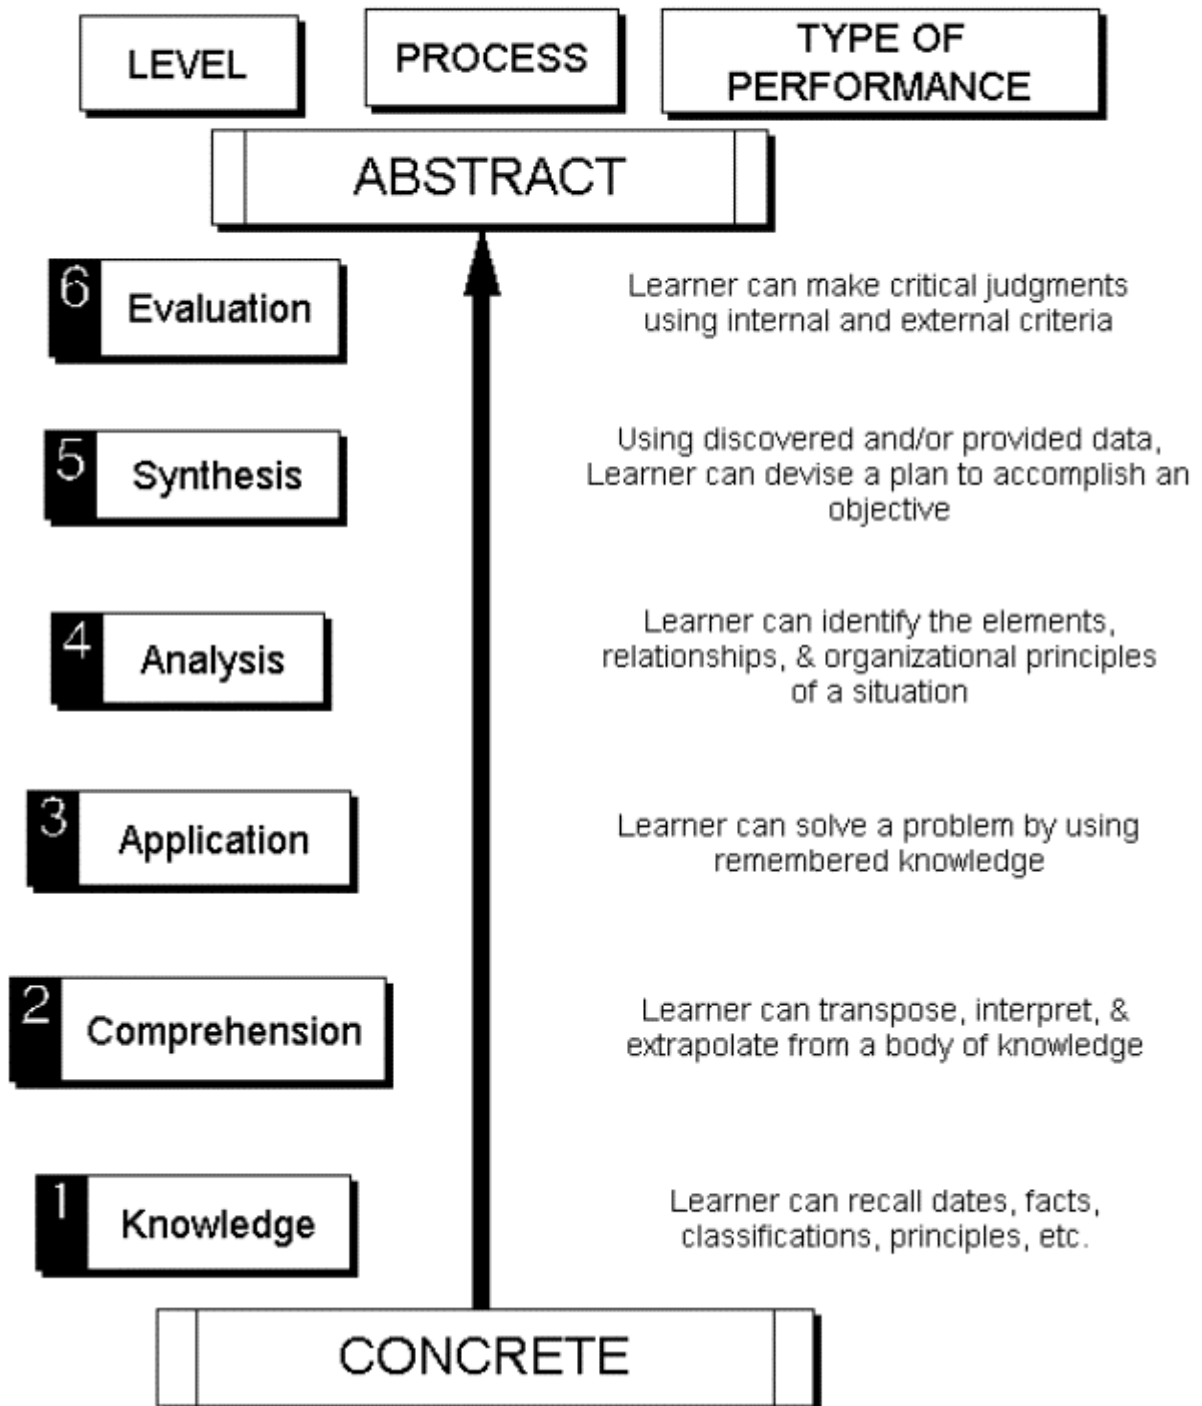 LEVEL
PROCESS
TYPE OF
PERFORMANCE
ABSTRACT
6
Evaluation
Learner can make critical judgments
using internal and external criteria
5
Synthesis
Using discovered and/or provided data,
Learner can devise a plan to accomplish an
objective
4
Analysis
Learner can identify the elements,
relationships, & organizational principles
of a situation
3
Application
Learner can solve a problem by using
remembered knowledge
2
Comprehension
Learner can transpose, interpret, &
extrapolate from a body of knowledge
1
Knowledge
Learner can recall dates, facts,
classifications, principles, etc.
CONCRETE